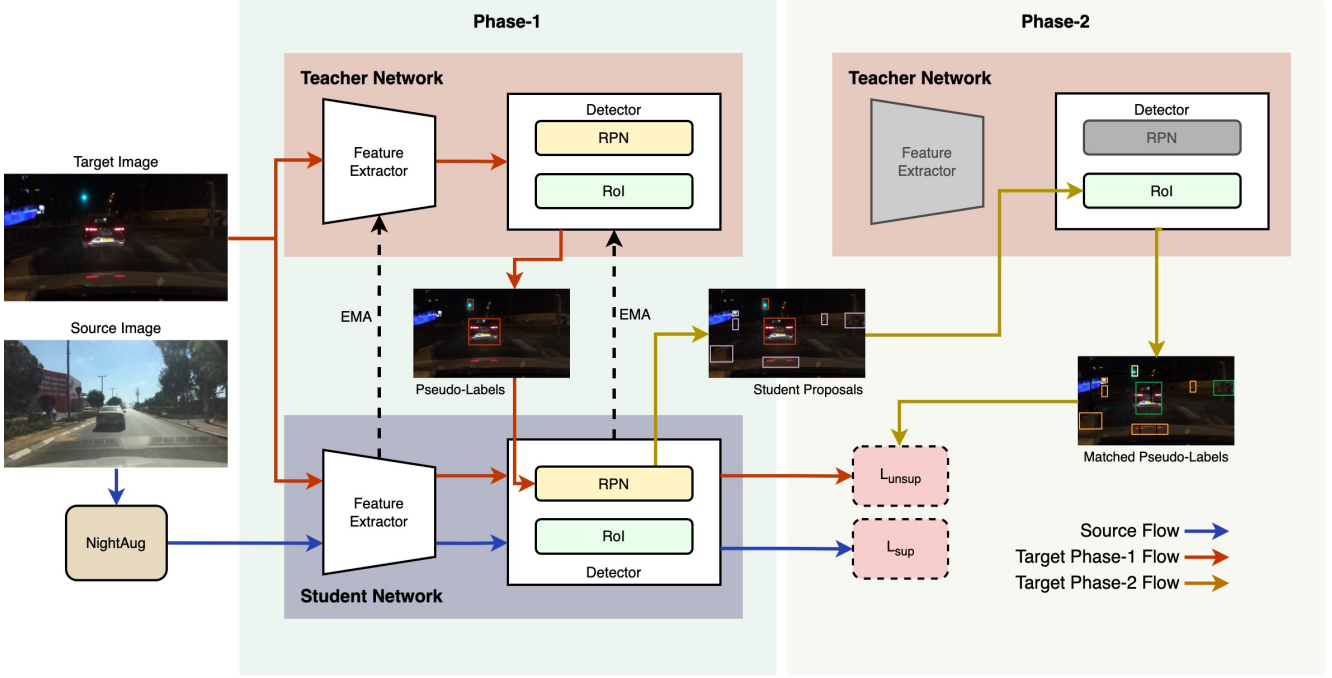 Phase-1
Phase-2
Teacher Network
Detector
RPN
RoI
Feature
Extractor
Teacher Network
Detector
RPN
RoI
Feature
Extractor
Target Image
Source Image
EMA
EMA
Pseudo-Labels
Student Proposals
Matched Pseudo-Labels
NightAug
Feature
Extractor
RPN
RoI
Detector
Student Network
Lunsup
Lsup
Source Flow
Target Phase-1 Flow
Target Phase-2 Flow